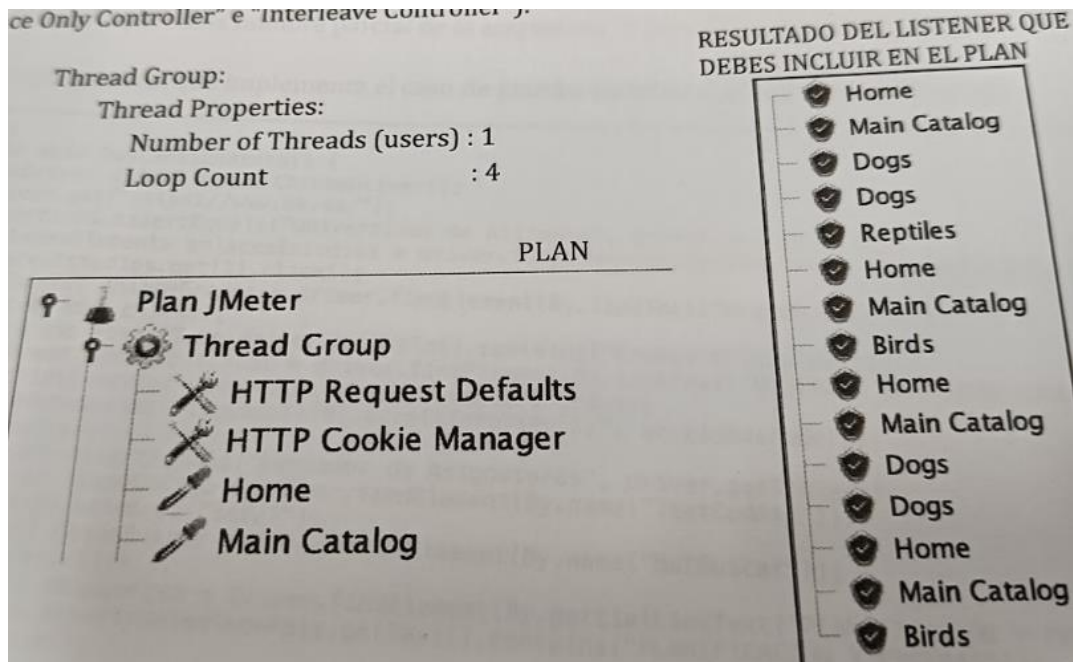 ce Only Controller" e "Interleave Controller").
Thread Group:
Thread Properties:
Number of Threads (users) : 1
Loop Count : 4
PLAN
Plan JMeter
Thread Group
HTTP Request Defaults
HTTP Cookie Manager
Home
Main Catalog
RESULTADO DEL LISTENER QUE
DEBES INCLUIR EN EL PLAN
Home
Main Catalog
Dogs
Dogs
Reptiles
Home
Main Catalog
Birds
Home
Main Catalog
Dogs
Dogs
Home
Main Catalog
Birds